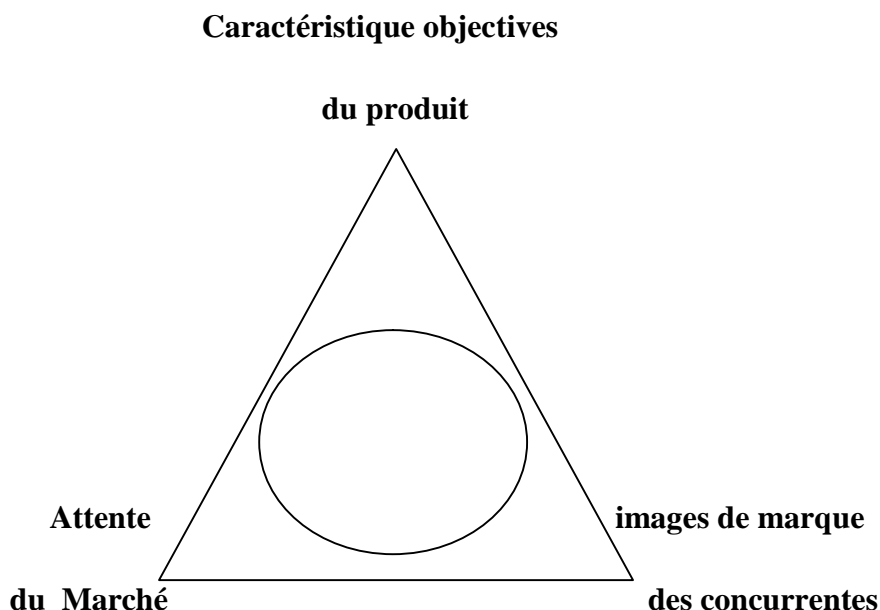 Caractéristique objectives
du produit
Attente
du Marché
images de marque
des concurrentes